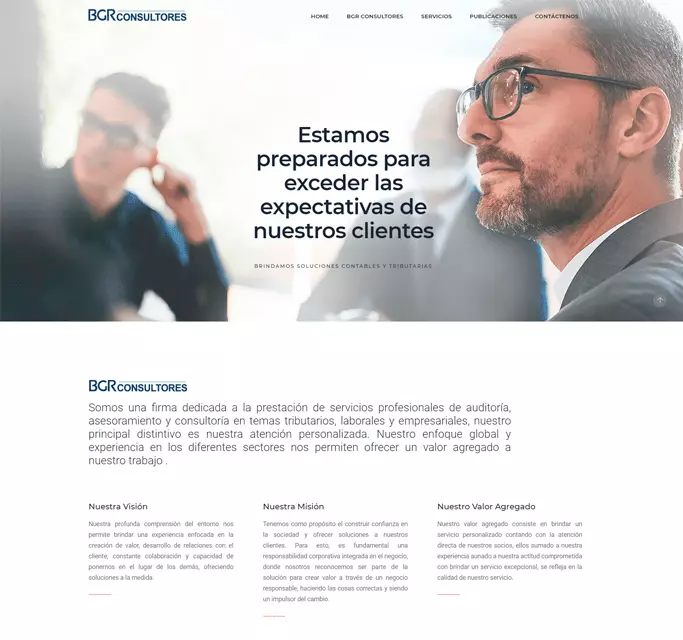 BGR CONSULTORES
HOME BGR CONSULTORES SERVICIOS PUBLICACIONES CONTÁCTENOS
Estamos
preparados para
exceder las
expectativas de
nuestros clientes
BRINDAMOS SOLUCIONES CONTABLES Y TRIBUTARIAS
BGR CONSULTORES
Somos una firma dedicada a la prestación de servicios profesionales de auditoría,
asesoramiento y consultoría en temas tributarios, laborales y empresariales, nuestro
principal distintivo es nuestra atención personalizada. Nuestro enfoque global y
experiencia en los diferentes sectores nos permiten ofrecer un valor agregado a
nuestro trabajo .
Nuestra Visión
Nuestra profunda comprensión del entorno nos
permite brindar una experiencia enfocada en la
creación de valor, desarrollo de relaciones con el
cliente, constante colaboración y capacidad de
ponernos en el lugar de los demás, ofreciendo
soluciones a la medida.
Nuestra Misión
Tenemos como propósito el construir confianza en
la sociedad y ofrecer soluciones a nuestros
clientes. Para esto, es fundamental una
responsabilidad corporativa integrada en el negocio,
donde nosotros reconocemos ser parte de la
solución para crear valor a través de un negocio
responsable, haciendo las cosas correctas y siendo
un impulsor del cambio.
Nuestro Valor Agregado
Nuestro valor agregado consiste en brindar un
servicio personalizado contando con la atención
directa de nuestros socios, ellos aunado a nuestra
experiencia aunado a nuestra actitud comprometida
con brindar un servicio excepcional, se refleja en la
calidad de nuestro servicio.